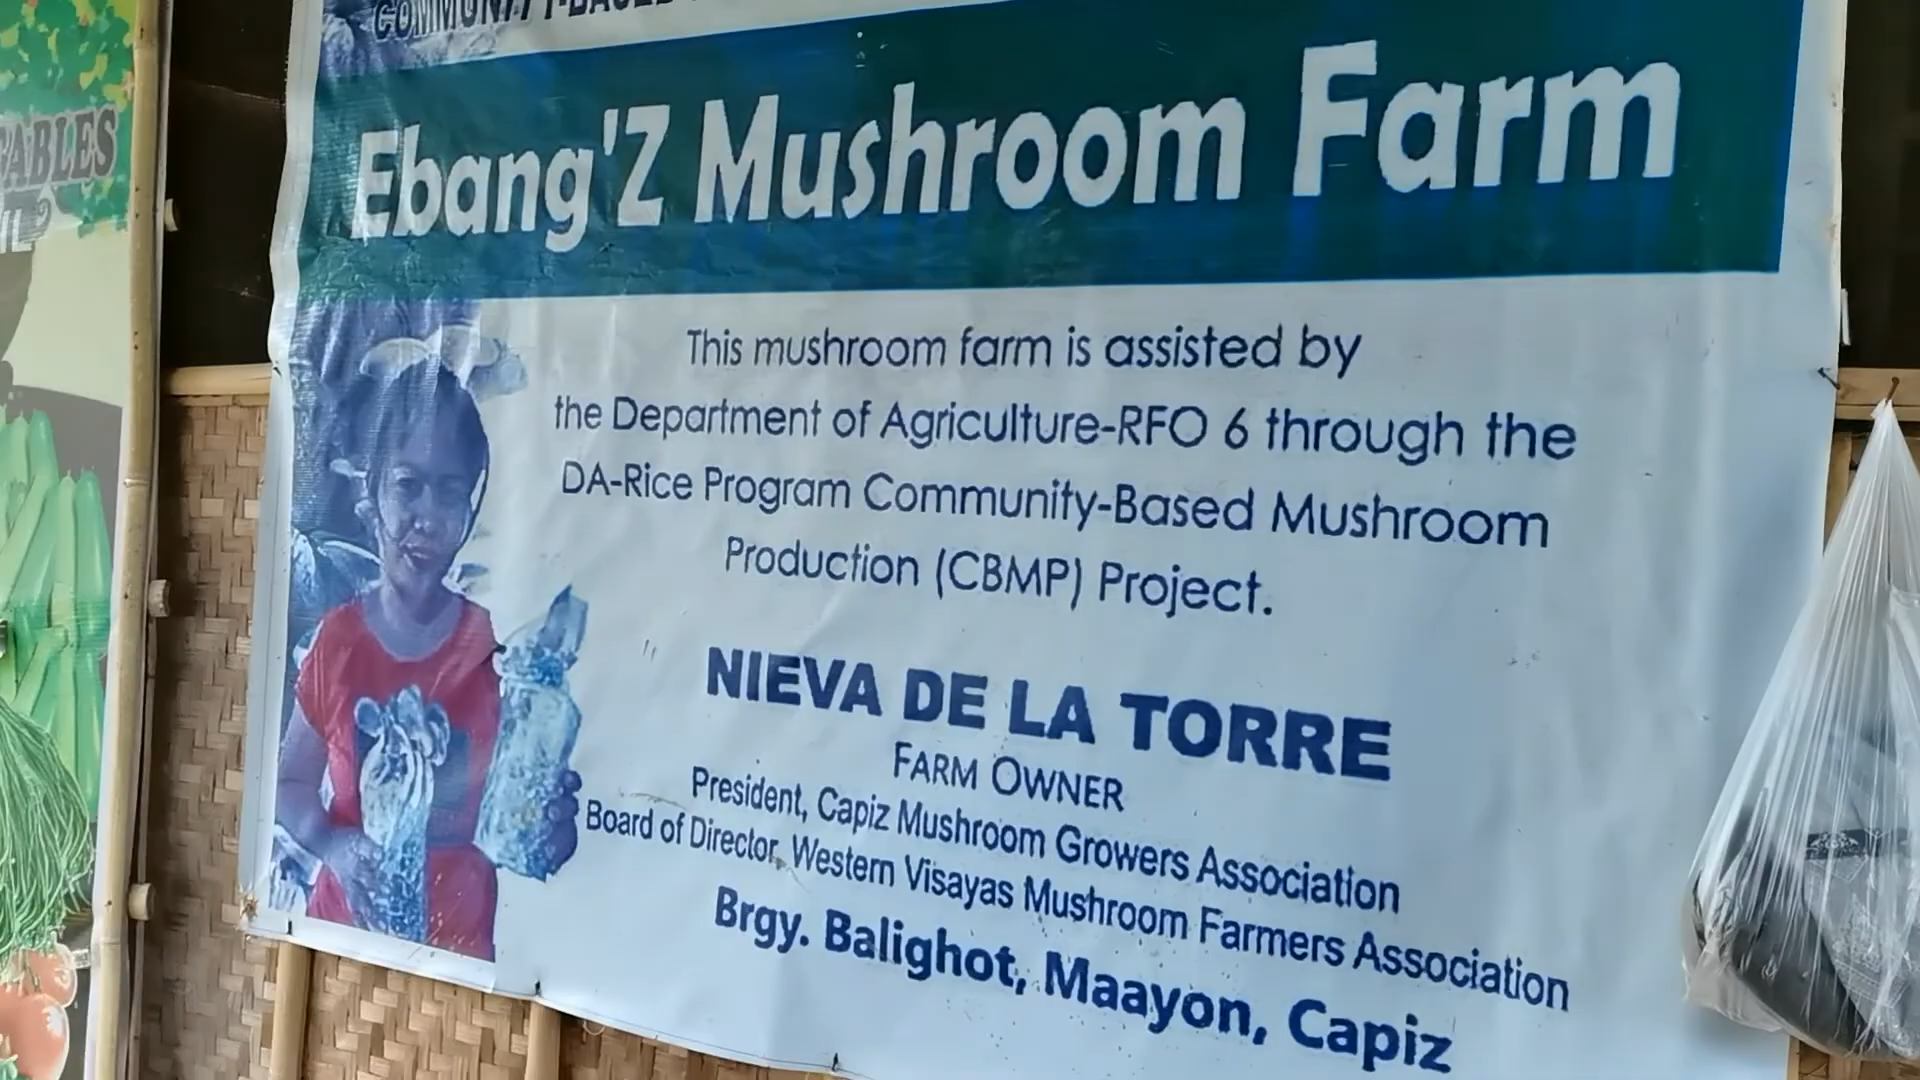 COMMUNITY-BASED
Ebang'Z Mushroom Farm
This mushroom farm is assisted by
the Department of Agriculture-RFO 6 through the
DA-Rice Program Community-Based Mushroom
Production (CBMP) Project.
NIEVA DE LA TORRE
FARM OWNER
President, Capiz Mushroom Growers Association
Board of Director, Western Visayas Mushroom Farmers Association
Brgy. Balighot, Maayon, Capiz